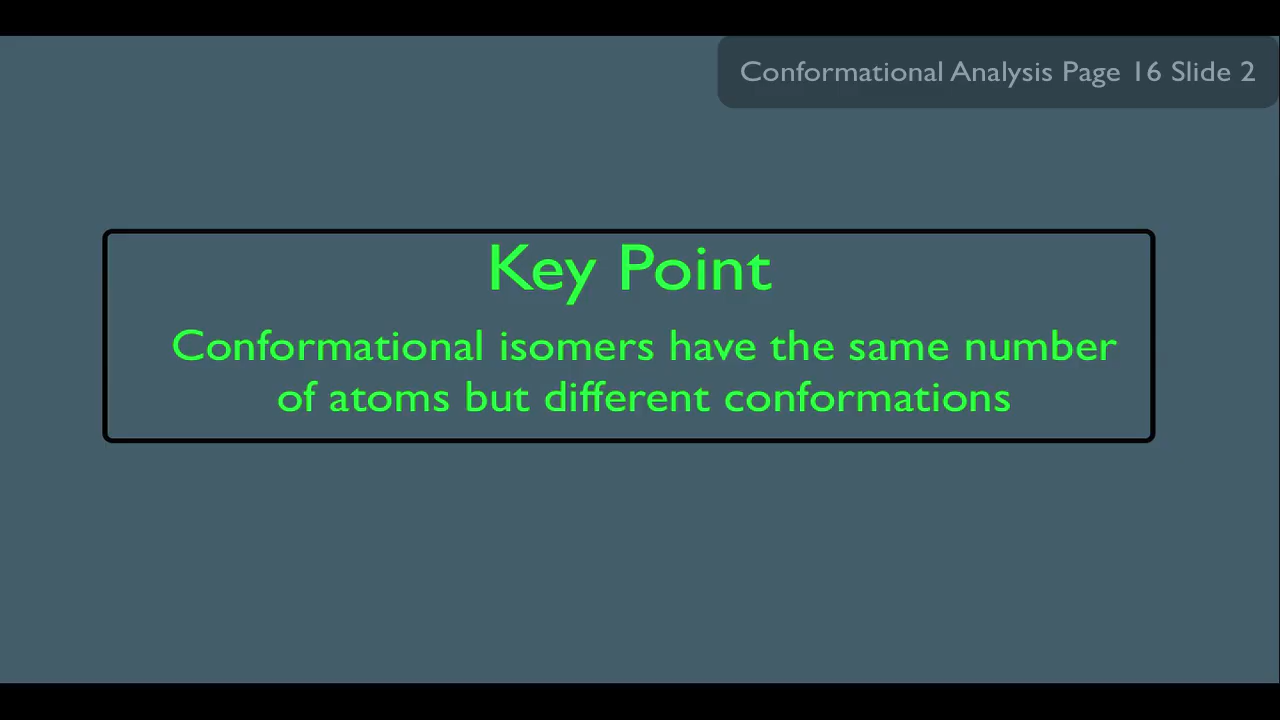 Conformational Analysis Page 16 Slide 2
Key Point
Conformational isomers have the same number
of atoms but different conformations